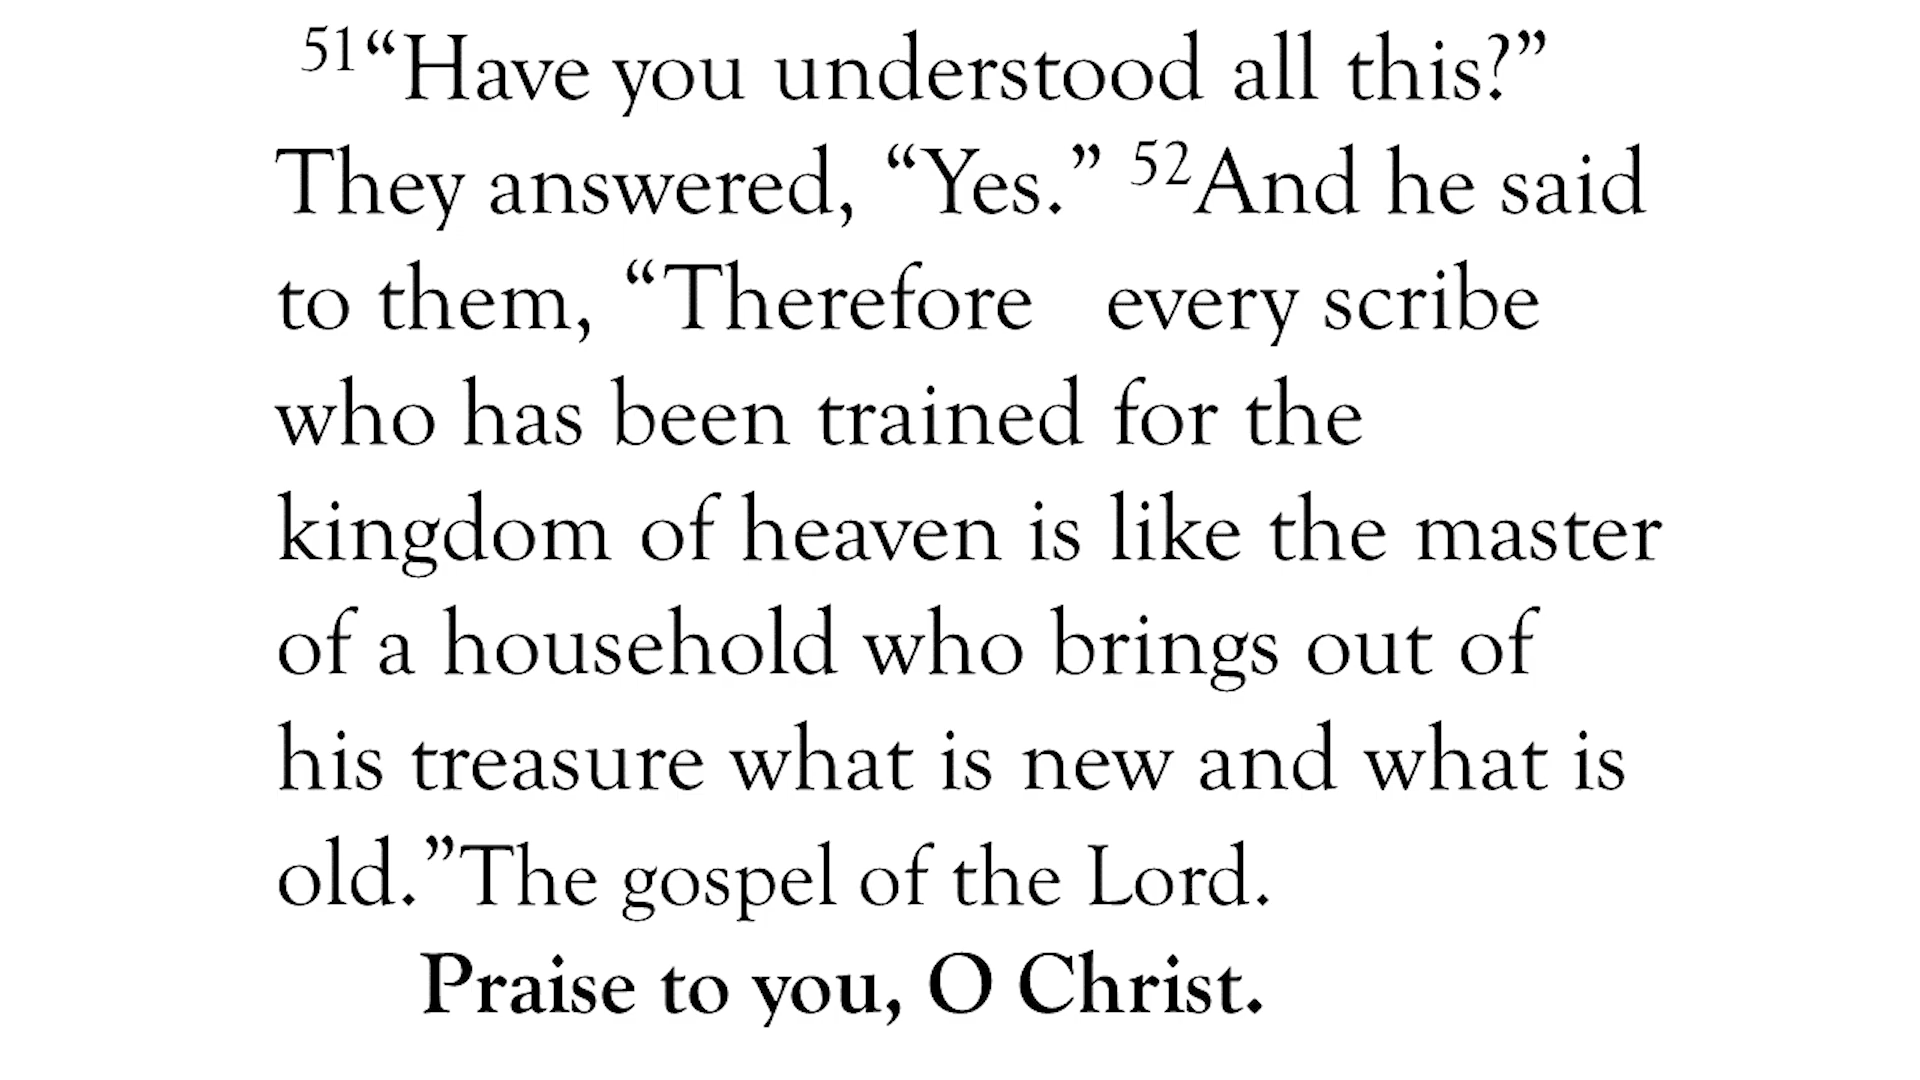 51“Have you understood all this?”
They answered, “Yes.” 52And he said
to them, “Therefore every scribe
who has been trained for the
kingdom of heaven is like the master
of a household who brings out of
his treasure what is new and what is
old.”The gospel of the Lord.
Praise to you, O Christ.